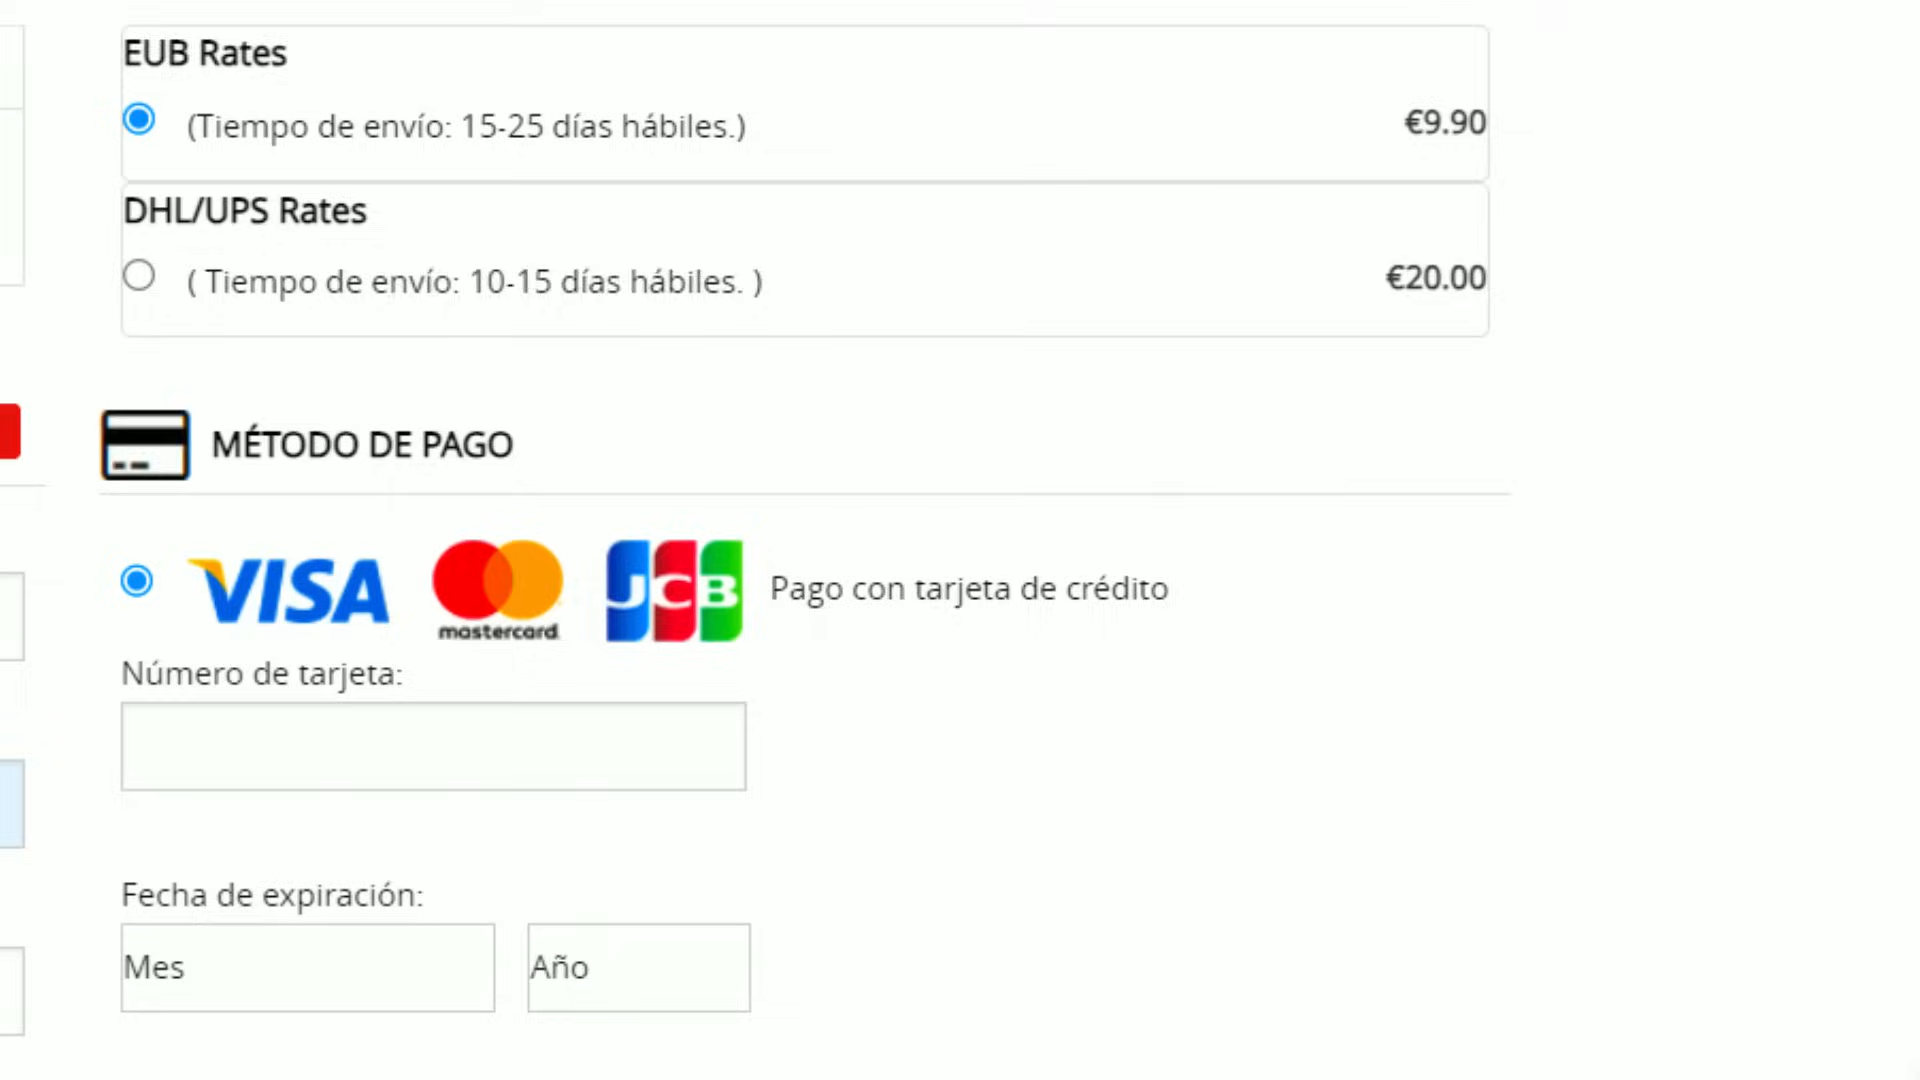 EUB Rates
(Tiempo de envío: 15-25 días hábiles.) €9.90
DHL/UPS Rates
( Tiempo de envío: 10-15 días hábiles. ) €20.00
MÉTODO DE PAGO
VISA mastercard. JCB Pago con tarjeta de crédito
Número de tarjeta:
Fecha de expiración:
Mes Año